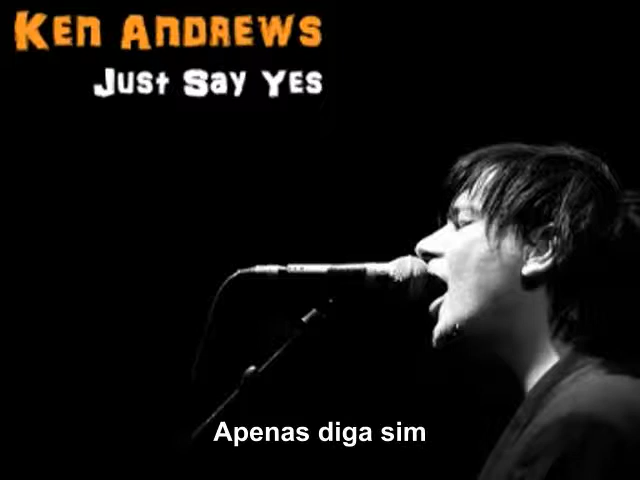 Ken Andrews
Just Say Yes
Apenas diga sim